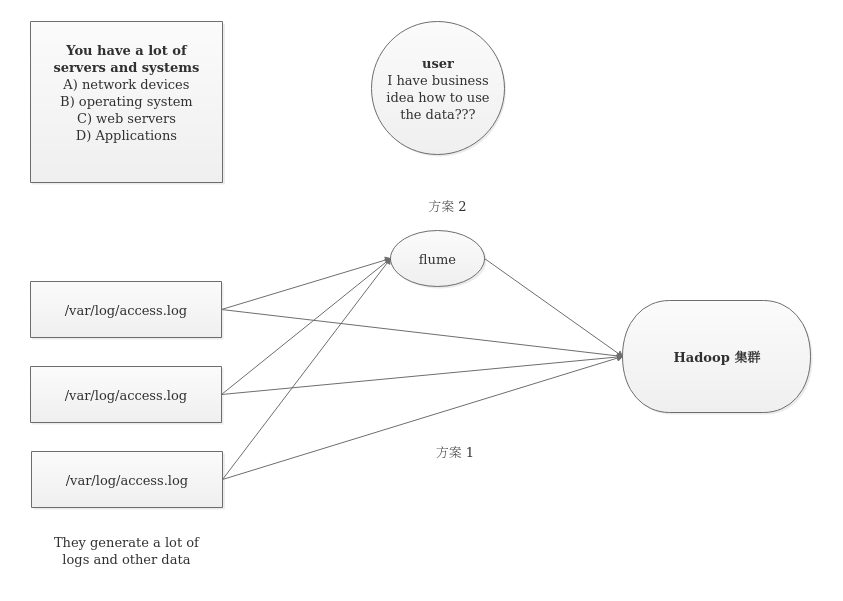 You have a lot of
servers and systems
A) network devices
B) operating system
C) web servers
D) Applications
user
I have business
idea how to use
the data???
方案 2
flume
/var/log/access.log
/var/log/access.log
/var/log/access.log
Hadoop 集群
方案 1
They generate a lot of
logs and other data